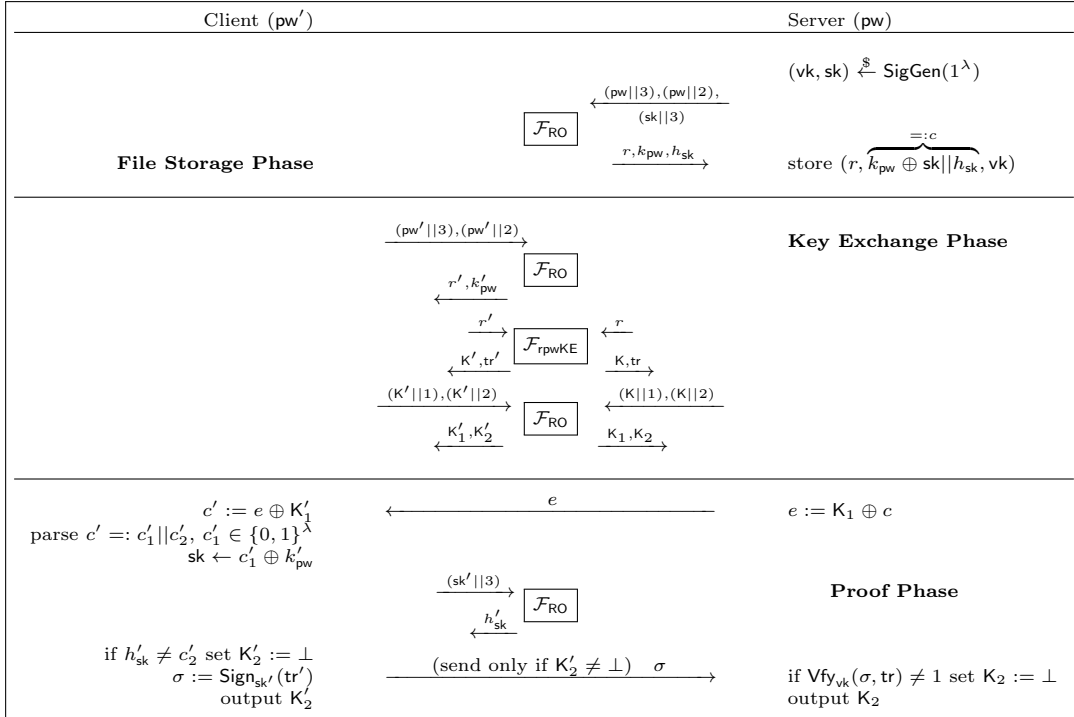 Client (pw′) Server (pw)
(vk, sk) $← SigGen(1^λ)
(pw||3),(pw||2),
(sk||3)
F_RO
=:c
File Storage Phase r,k_pw,h_sk store (r, k_pw ⊕ sk||h_sk, vk)
(pw′||3),(pw′||2) Key Exchange Phase
F_RO
r′,k′_pw
r′ r
F_rpwKE
K′,tr′ K,tr
(K′||1),(K′||2) (K||1),(K||2)
F_RO
K′_1,K′_2 K_1,K_2
c′ := e ⊕ K′_1 e e := K_1 ⊕ c
parse c′ =: c′_1||c′_2, c′_1 ∈ {0, 1}^λ
sk ← c′_1 ⊕ k′_pw
(sk′||3) F_RO Proof Phase
h′_sk
if h′_sk ≠ c′_2 set K′_2 := ⊥
σ := Sign_sk′(tr′) (send only if K′_2 ≠ ⊥) σ if Vfy_vk(σ, tr) ≠ 1 set K_2 := ⊥
output K′_2 output K_2